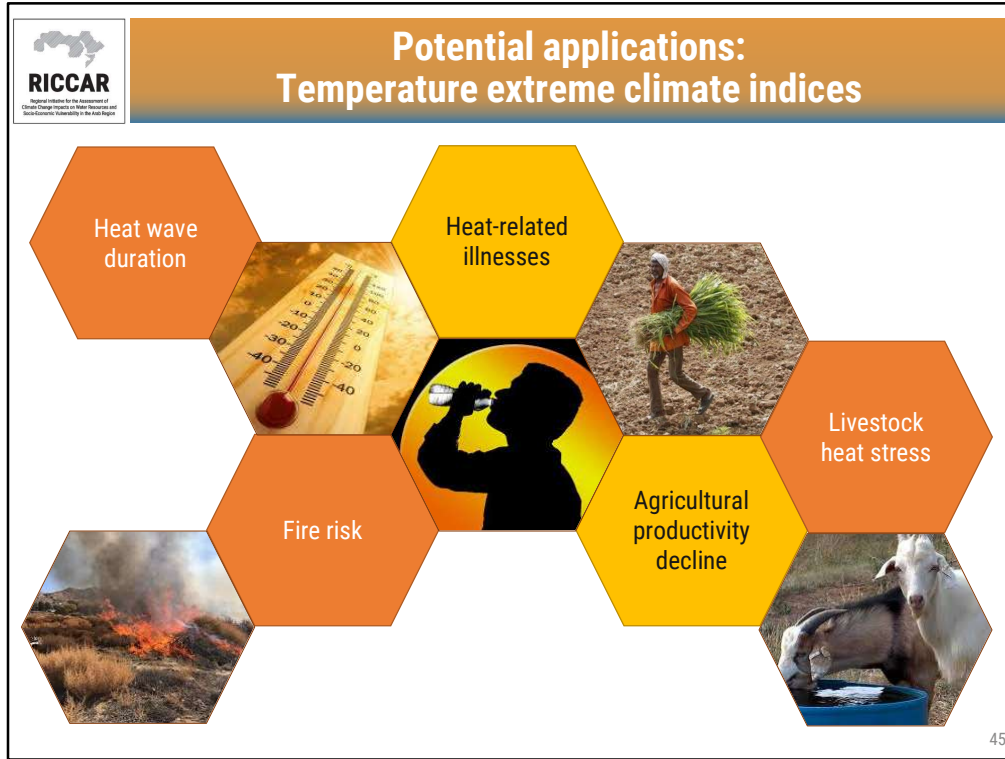 RICCAR
Regional Initiative for the Assessment of
Climate Change Impacts on Water Resources and
Socio-Economic Vulnerability in the Arab Region
Potential applications:
Temperature extreme climate indices
Heat wave
duration
Heat-related
illnesses
Livestock
heat stress
Fire risk
Agricultural
productivity
decline
45